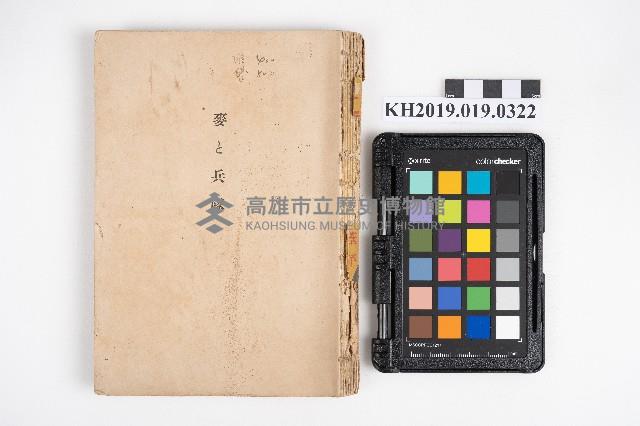 麥と兵隊
KH2019.019.0322
x-rite
colorchecker
高雄市立歷史博物館
KAOHSIUNG MUSEUM OF HISTORY